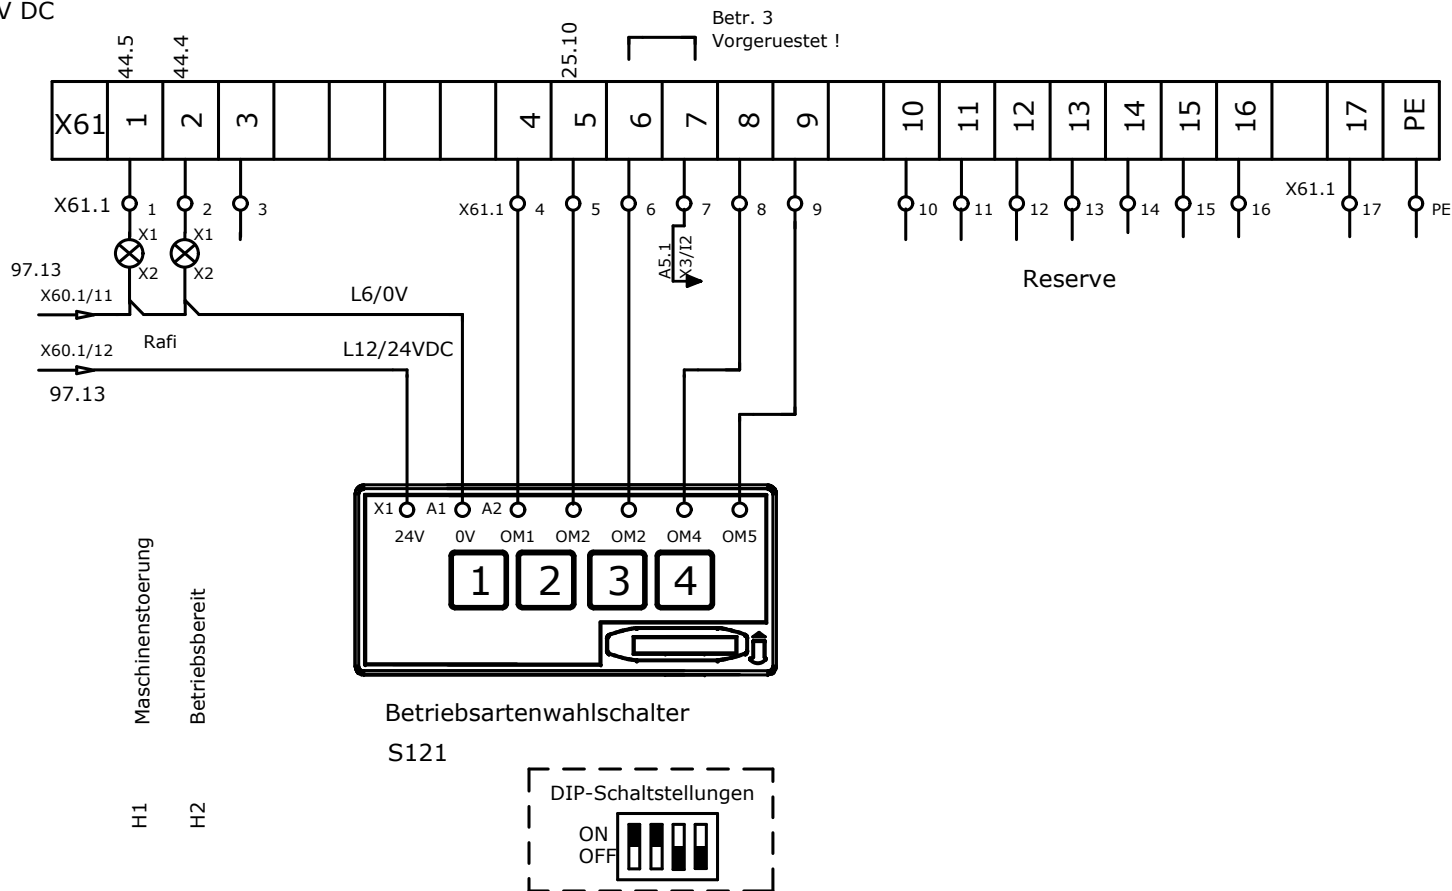 V DC
44.5
44.4
25.10
Betr. 3
Vorgeruestet !
X61 1 2 3 4 5 6 7 8 9 10 11 12 13 14 15 16 17 PE
X61.1 1 2 3 X61.1 4 5 6 7 8 9 10 11 12 13 14 15 16 X61.1 17 PE
X1 X1
X2 X2
A5.1
X3/I2
Reserve
97.13
X60.1/11
L6/0V
Rafi
X60.1/12
L12/24VDC
97.13
X1 A1 A2
24V 0V OM1 OM2 OM2 OM4 OM5
1 2 3 4
Maschinenstoerung
Betriebsbereit
Betriebsartenwahlschalter
S121
H1
H2
DIP-Schaltstellungen
ON
OFF